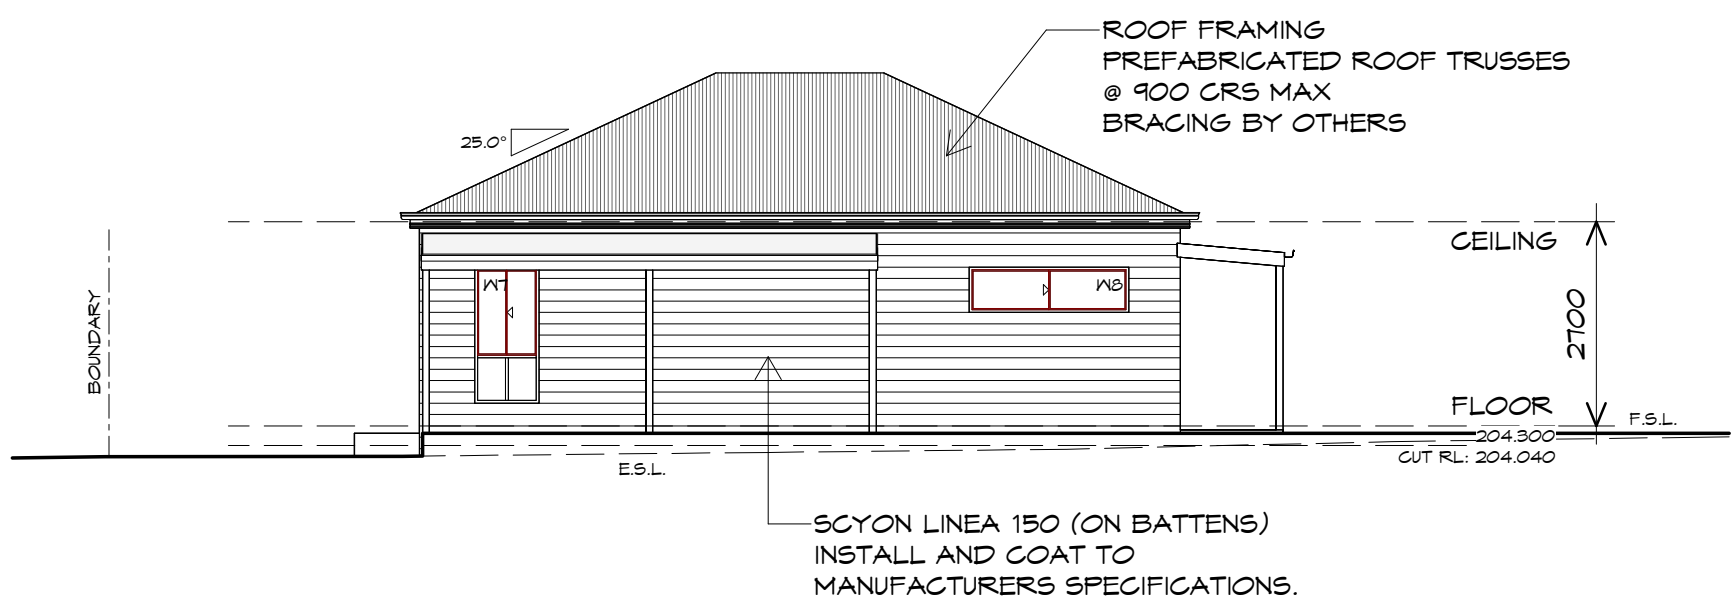 ROOF FRAMING
PREFABRICATED ROOF TRUSSES
@ 900 CRS MAX
BRACING BY OTHERS
25.0°
CEILING
BOUNDARY
W7
W8
2700
FLOOR
F.S.L.
204.300
CUT RL: 204.040
E.S.L.
SCYON LINEA 150 (ON BATTENS)
INSTALL AND COAT TO
MANUFACTURERS SPECIFICATIONS.